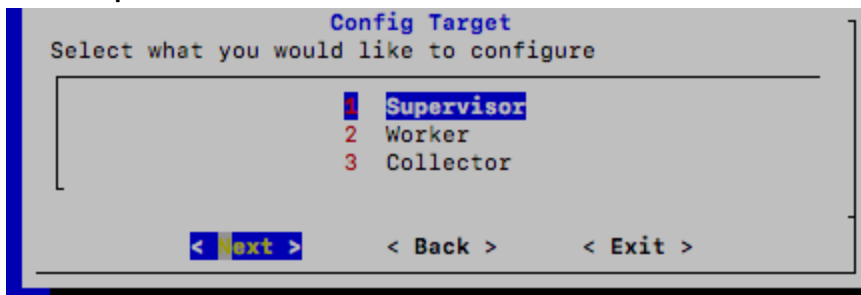 Config Target
Select what you would like to configure
1 Supervisor
2 Worker
3 Collector
< Next > < Back > < Exit >